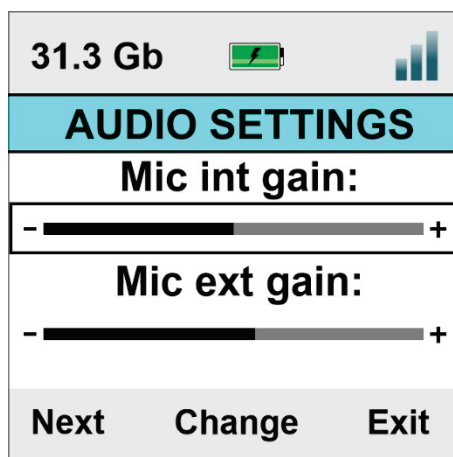 31.3 Gb
AUDIO SETTINGS
Mic int gain:
- +
Mic ext gain:
- +
Next Change Exit